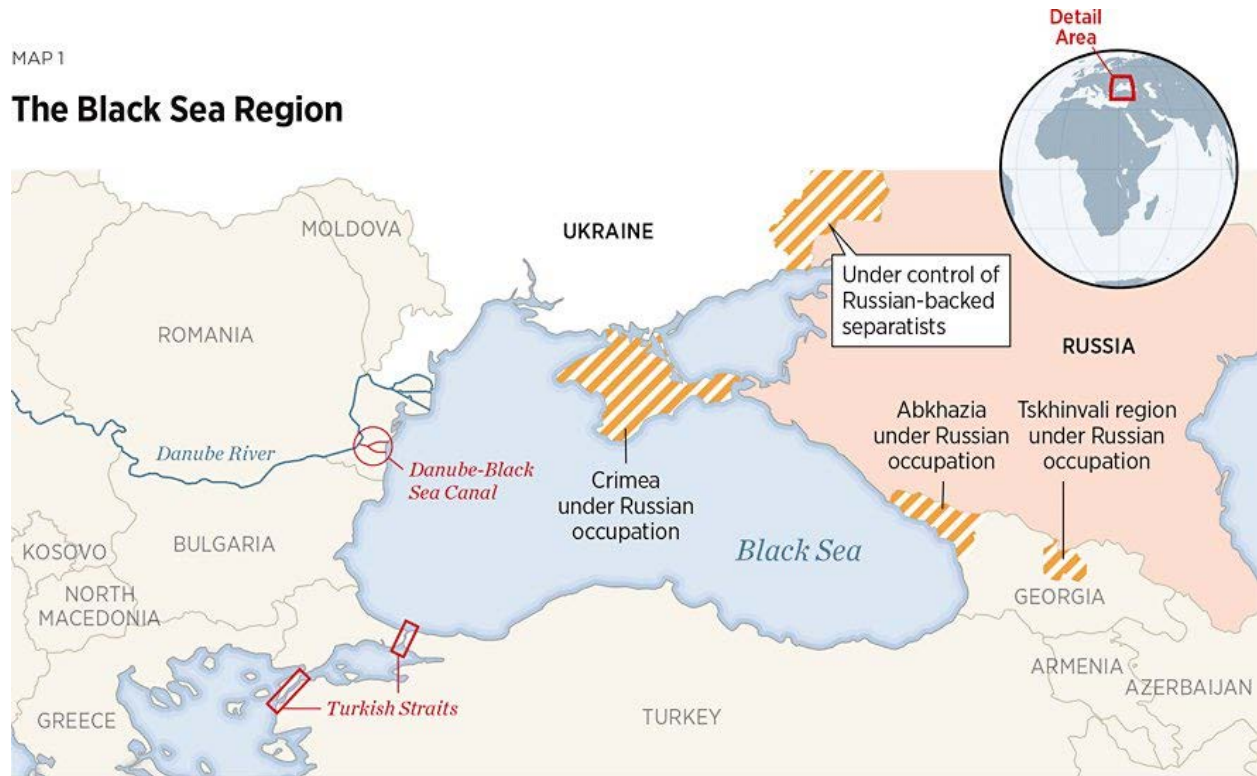 MAP 1
The Black Sea Region
Detail
Area
MOLDOVA
UKRAINE
Under control of
Russian-backed
separatists
ROMANIA
RUSSIA
Abkhazia
under Russian
occupation
Tskhinvali region
under Russian
occupation
Danube River
Danube-Black
Sea Canal
Crimea
under Russian
occupation
Black Sea
KOSOVO
BULGARIA
NORTH
MACEDONIA
GEORGIA
ARMENIA
AZERBAIJAN
GREECE
Turkish Straits
TURKEY